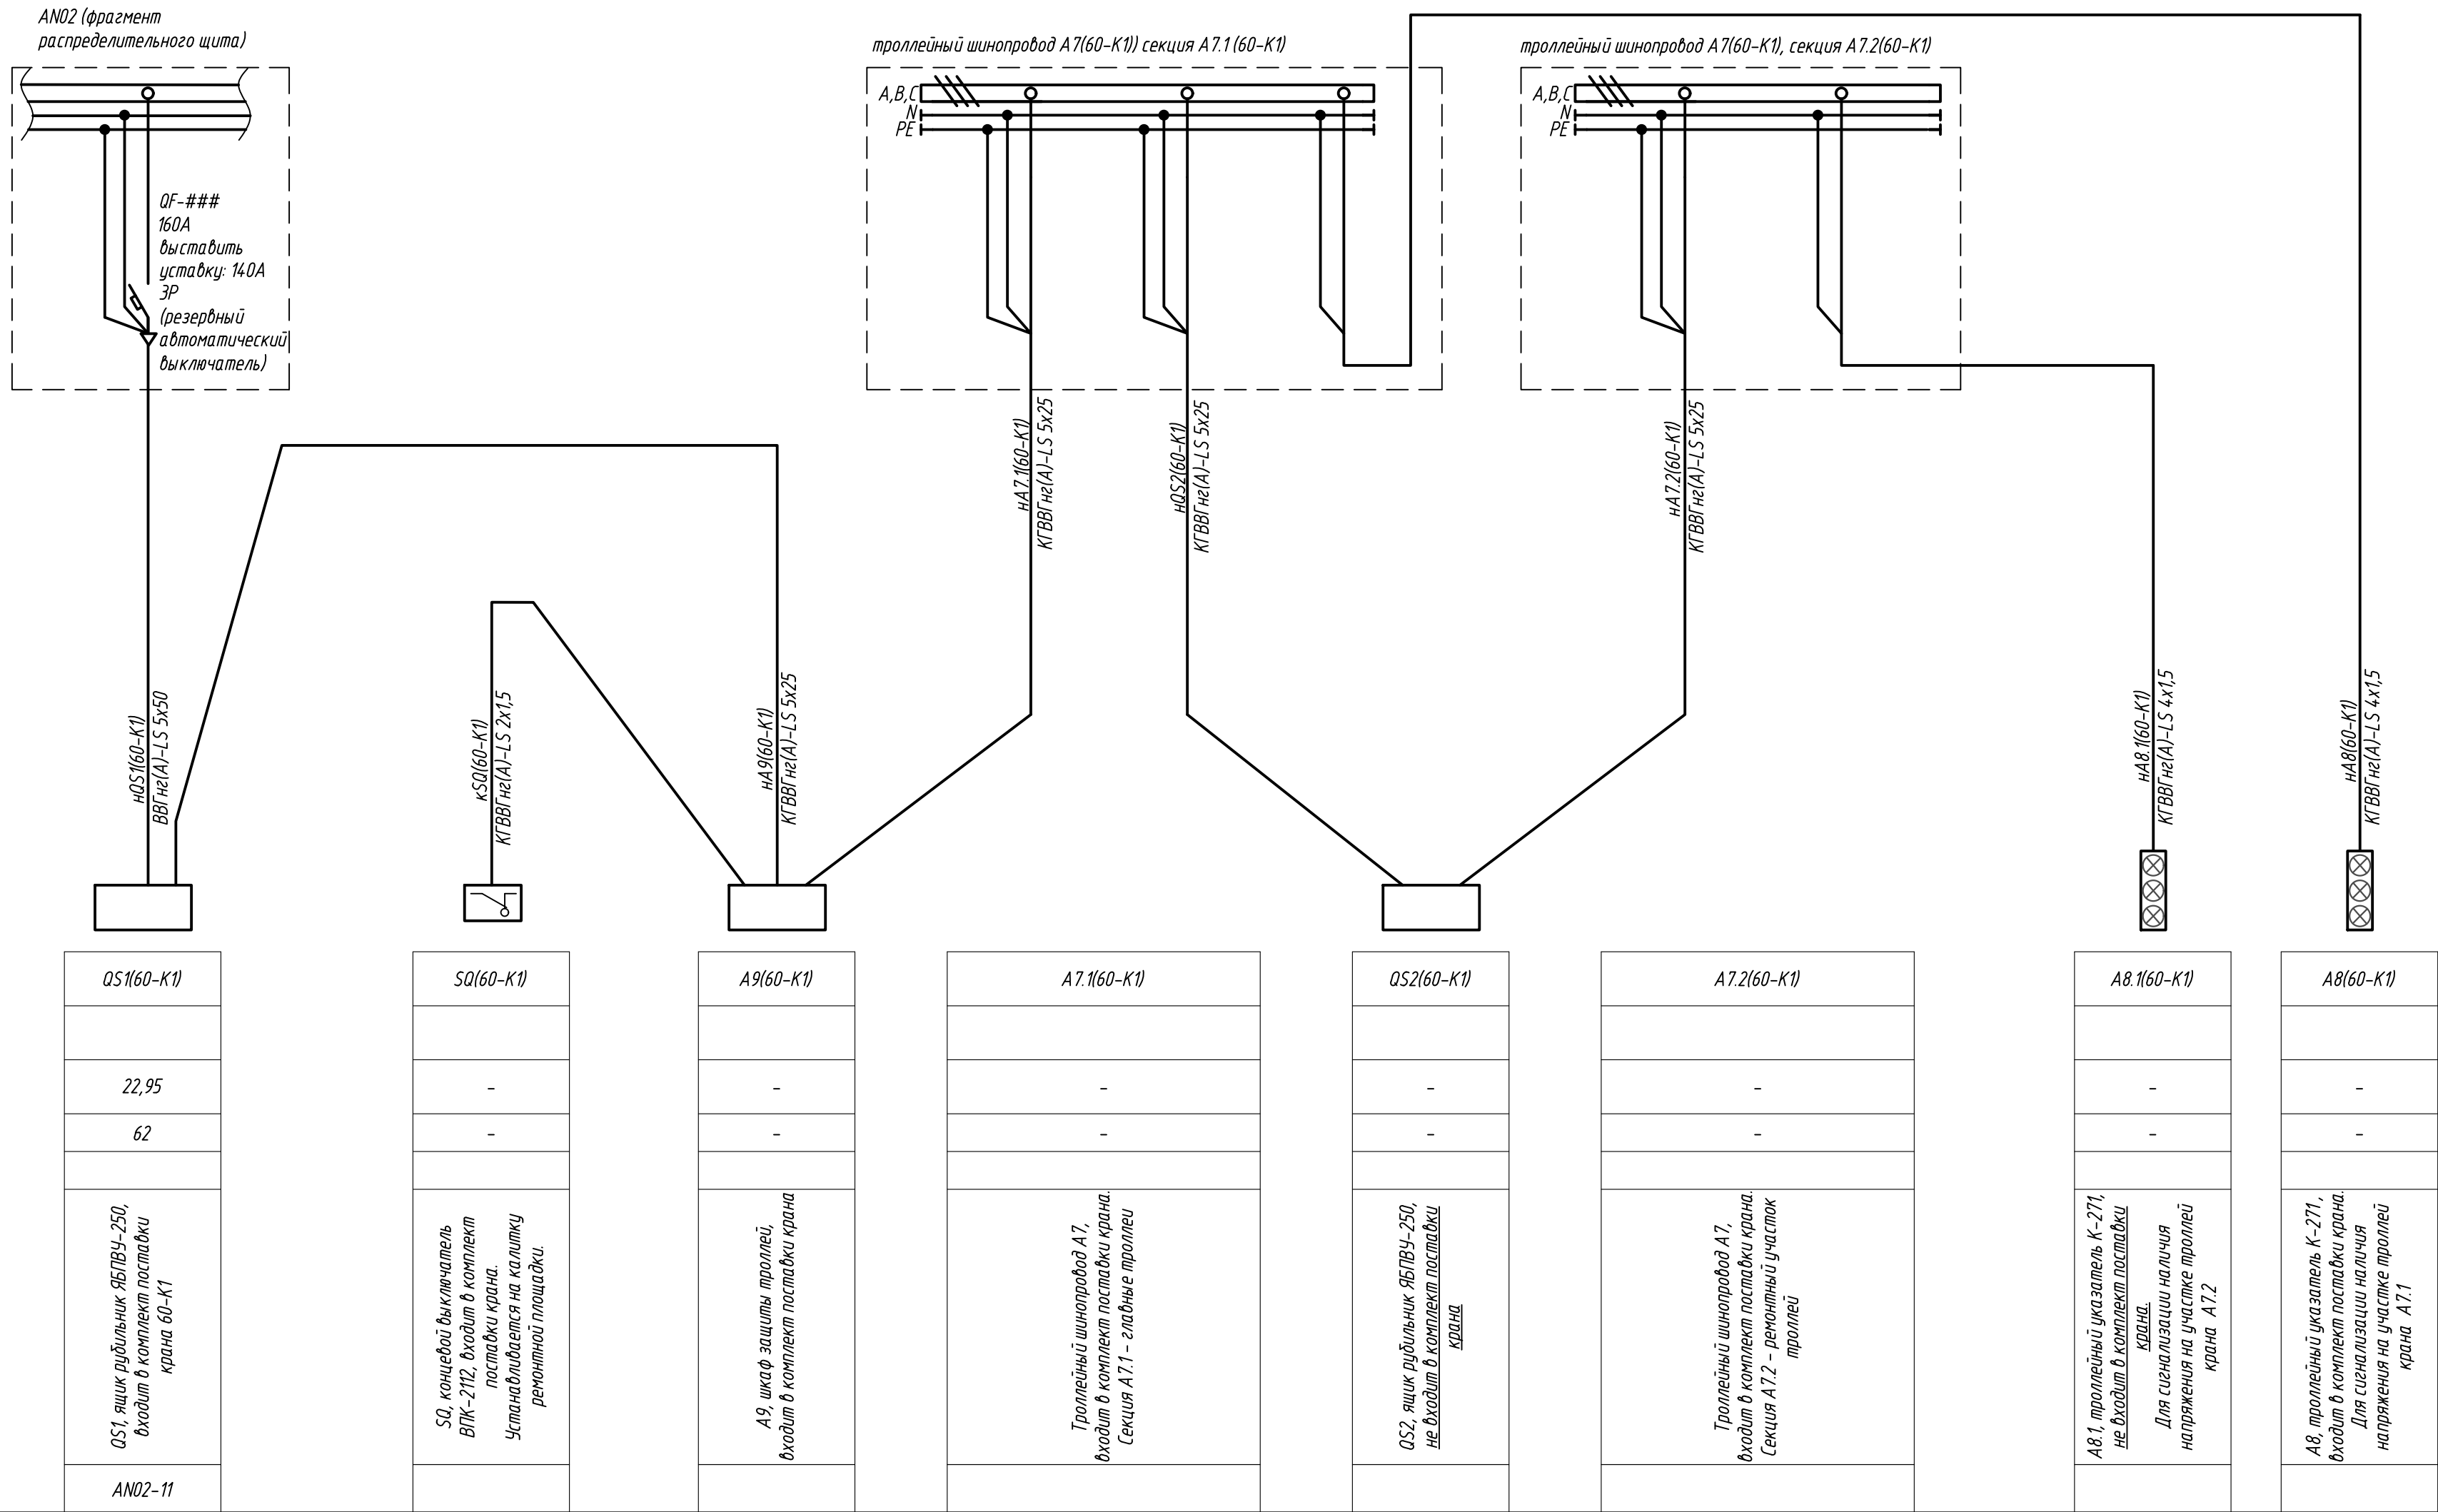 AN02 (фрагмент
распределительного щита)
QF-###
160А
выставить
уставку: 140А
3Р
(резервный
автоматический
выключатель)
троллейный шинопровод А7(60-К1)) секция А7.1 (60-К1)
А,В,С
N
PE
троллейный шинопровод А7(60-К1), секция А7.2(60-К1)
А,В,С
N
PE
нQS1(60-К1)
ВВГнг(А)-LS 5х50
кSQ(60-К1)
КГВВГнг(А)-LS 2х1,5
нА9(60-К1)
КГВВГнг(А)-LS 5х25
нА7.1(60-К1)
КГВВГнг(А)-LS 5х25
нQS2(60-К1)
КГВВГнг(А)-LS 5х25
нА7.2(60-К1)
КГВВГнг(А)-LS 5х25
нА8.1(60-К1)
КГВВГнг(А)-LS 4х1,5
нА8(60-К1)
КГВВГнг(А)-LS 4х1,5
QS1(60-К1)
22,95
62
QS1, ящик рубильник ЯБПВУ-250,
входит в комплект поставки
крана 60-К1
AN02-11
SQ(60-К1)
-
-
SQ, концевой выключатель
ВПК-2112, входит в комплект
поставки крана.
Устанавливается на калитку
ремонтной площадки.
А9(60-К1)
-
-
А9, шкаф защиты троллей,
входит в комплект поставки крана
А7.1(60-К1)
-
-
Троллейный шинопровод А7,
входит в комплект поставки крана.
Секция А7.1 - главные троллеи
QS2(60-К1)
-
-
QS2, ящик рубильник ЯБПВУ-250,
не входит в комплект поставки
крана
А7.2(60-К1)
-
-
Троллейный шинопровод А7,
входит в комплект поставки крана.
Секция А7.2 - ремонтный участок
троллей
А8.1(60-К1)
-
-
А8.1, троллейный указатель К-271,
не входит в комплект поставки
крана.
Для сигнализации наличия
напряжения на участке троллей
крана А7.2
А8(60-К1)
-
-
А8, троллейный указатель К-271,
входит в комплект поставки крана.
Для сигнализации наличия
напряжения на участке троллей
крана А7.1